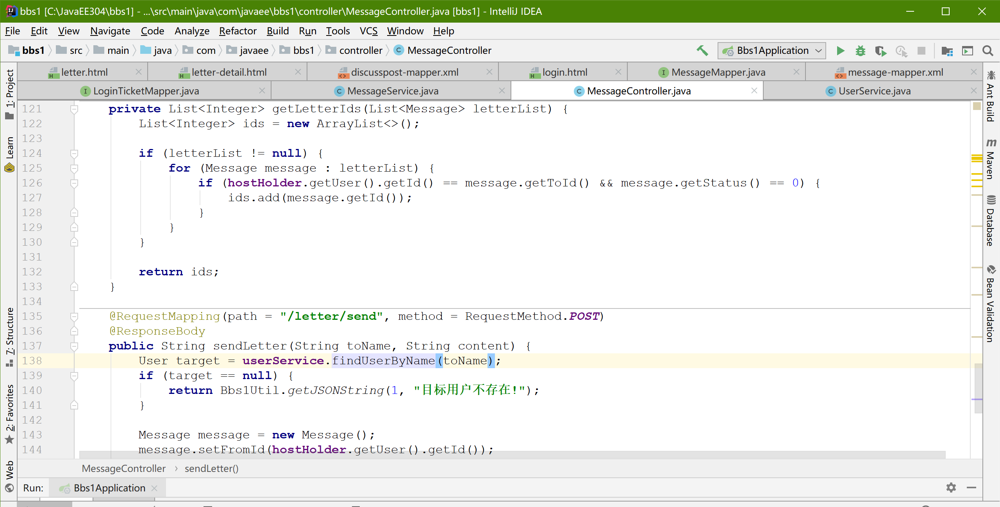 bbs1 [C:\JavaEE304\bbs1] - ...\src\main\java\com\javaee\bbs1\controller\MessageController.java [bbs1] - IntelliJ IDEA
File Edit View Navigate Code Analyze Refactor Build Run Tools VCS Window Help
bbs1 src main java com javaee bbs1 controller MessageController Bbs1Application
letter.html letter-detail.html discusspost-mapper.xml login.html MessageMapper.java message-mapper.xml
LoginTicketMapper.java MessageService.java MessageController.java UserService.java
1: Project
Learn
7: Structure
2: Favorites
Web
121 private List<Integer> getLetterIds(List<Message> letterList) {
122 List<Integer> ids = new ArrayList<>();
123
124 if (letterList != null) {
125 for (Message message : letterList) {
126 if (hostHolder.getUser().getId() == message.getToId() && message.getStatus() == 0) {
127 ids.add(message.getId());
128 }
129 }
130 }
131
132 return ids;
133 }
134
135 @RequestMapping(path = "/letter/send", method = RequestMethod.POST)
136 @ResponseBody
137 public String sendLetter(String toName, String content) {
138 User target = userService.findUserByName(toName);
139 if (target == null) {
140 return Bbs1Util.getJSONString(1, "目标用户不存在!");
141 }
142
143 Message message = new Message();
144 message.setFromId(hostHolder.getUser().getId());
Ant Build
Maven
Database
Bean Validation
MessageController › sendLetter()
Run: Bbs1Application